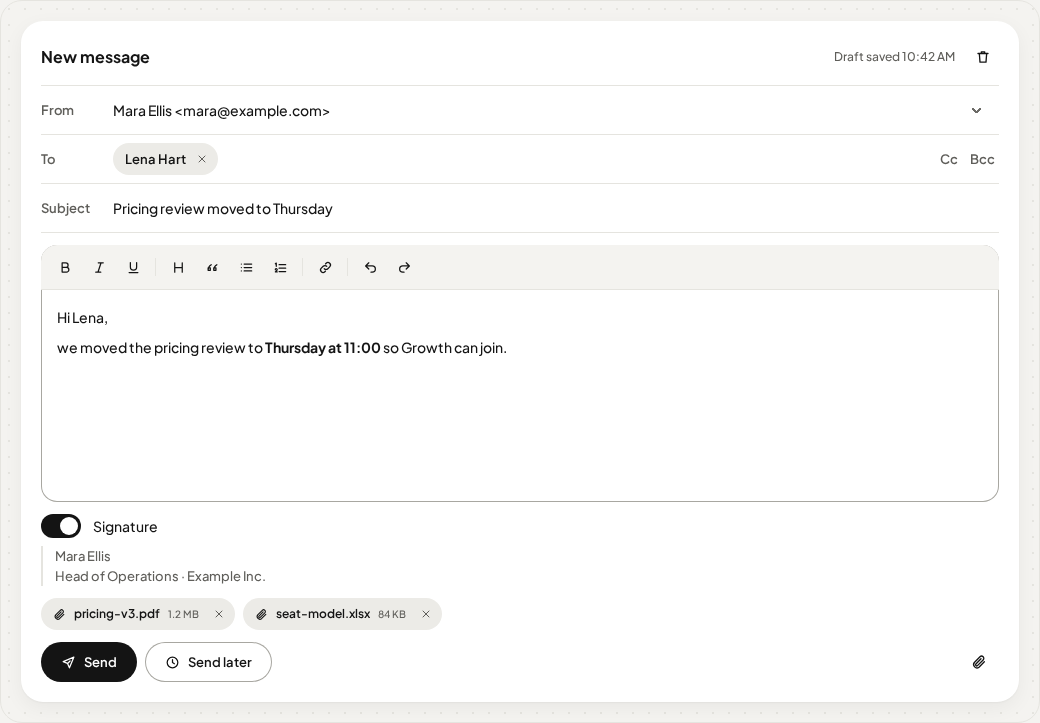 New message
Draft saved 10:42 AM
From Mara Ellis <mara@example.com>
To Lena Hart Cc Bcc
Subject Pricing review moved to Thursday
B I U H
Hi Lena,
we moved the pricing review to Thursday at 11:00 so Growth can join.
Signature
Mara Ellis
Head of Operations · Example Inc.
pricing-v3.pdf 1.2 MB seat-model.xlsx 84 KB
Send Send later